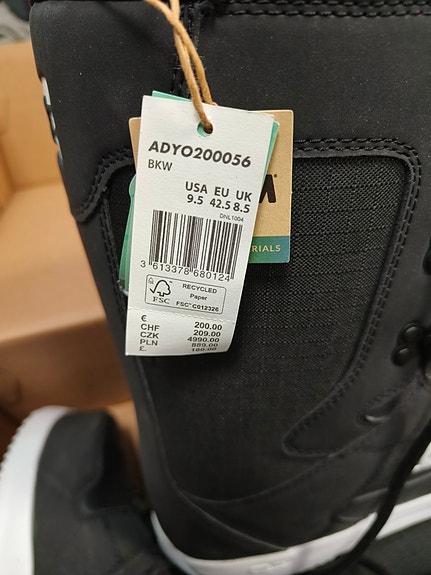 ADYO200056
BKW
USA EU UK
9.5 42.5 8.5
DNL1004
3 613378 680124
RECYCLED
Paper
FSC FSC® C012326
€ 200.00
CHF 209.00
CZK 4990.00
PLN 889.00
£ 180.00
RIALS